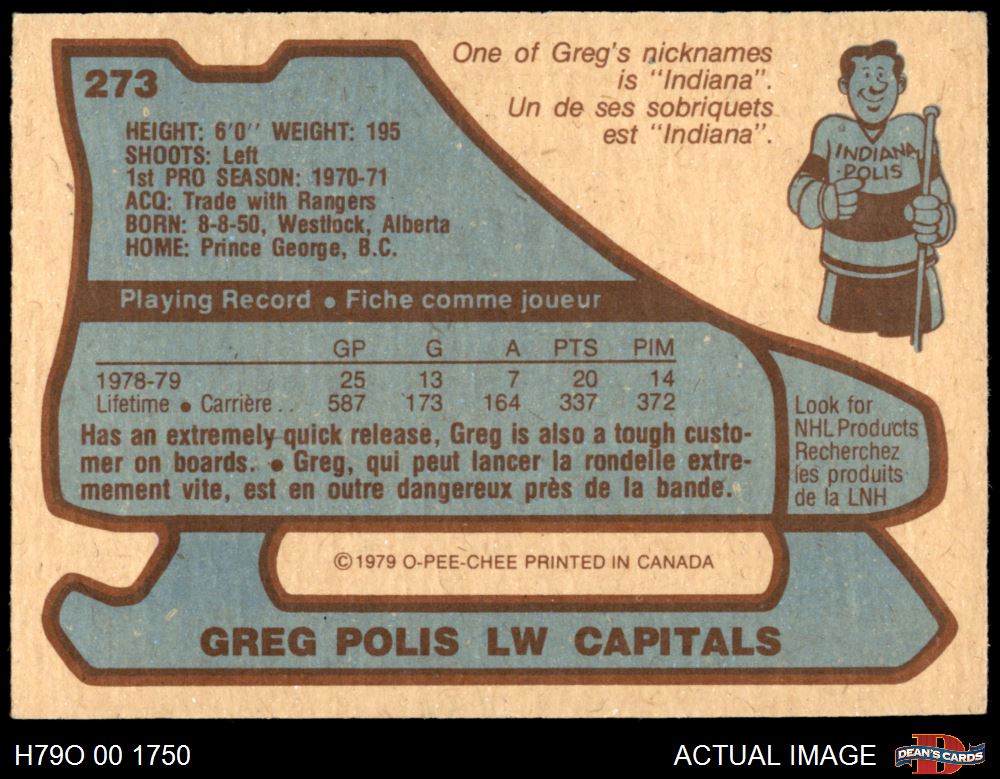 273
One of Greg's nicknames
is "Indiana".
Un de ses sobriquets
est "Indiana".
INDIANA
POLIS
HEIGHT: 6'0'' WEIGHT: 195
SHOOTS: Left
1st PRO SEASON: 1970-71
ACQ: Trade with Rangers
BORN: 8-8-50, Westlock, Alberta
HOME: Prince George, B.C.
Playing Record • Fiche comme joueur
GP G A PTS PIM
1978-79 25 13 7 20 14
Lifetime • Carrière .. 587 173 164 337 372
Has an extremely quick release, Greg is also a tough custo-
mer on boards. • Greg, qui peut lancer la rondelle extre-
mement vite, est en outre dangereux près de la bande.
Look for
NHL Products
Recherchez
les produits
de la LNH
©1979 O-PEE-CHEE PRINTED IN CANADA
GREG POLIS LW CAPITALS
H79O 00 1750
ACTUAL IMAGE
D
DEAN'S CARDS